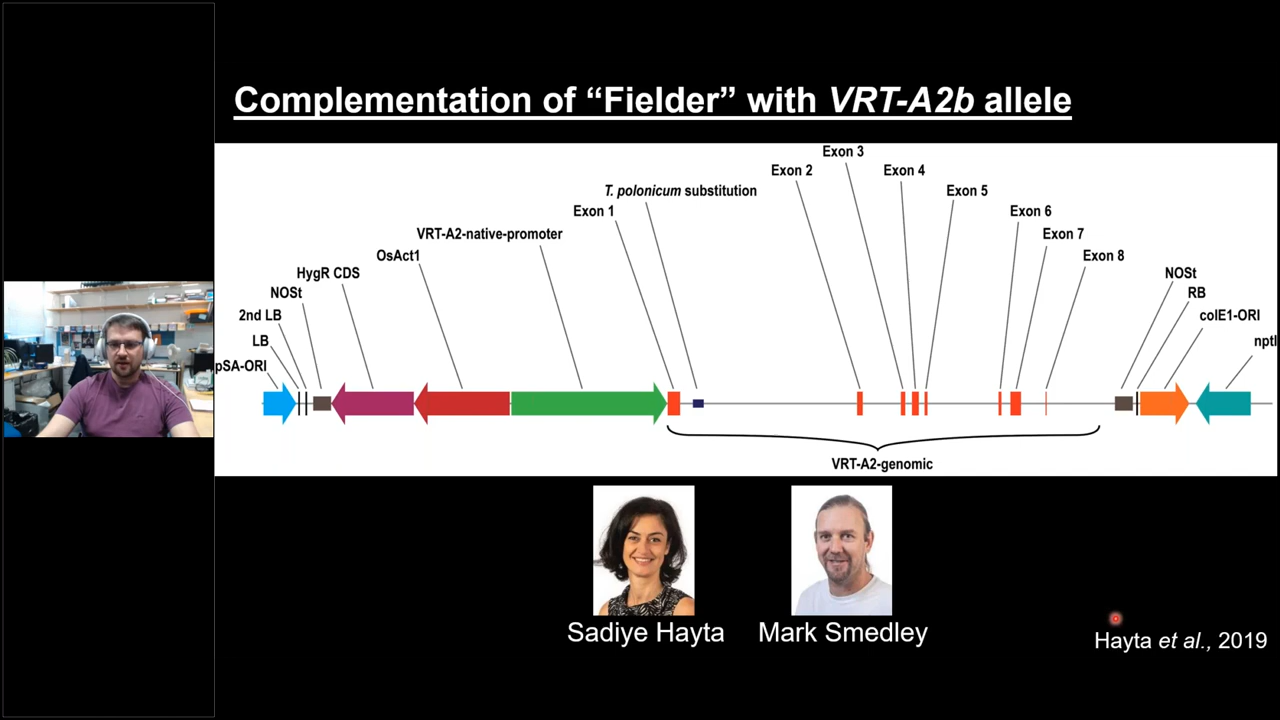 Complementation of “Fielder” with VRT-A2b allele
Exon 3
Exon 2
Exon 4
T. polonicum substitution
Exon 5
Exon 1
Exon 6
VRT-A2-native-promoter
Exon 7
OsAct1
Exon 8
HygR CDS
NOSt
NOSt
RB
2nd LB
colE1-ORI
LB
nptI
pSA-ORI
VRT-A2-genomic
Sadiye Hayta
Mark Smedley
Hayta et al., 2019